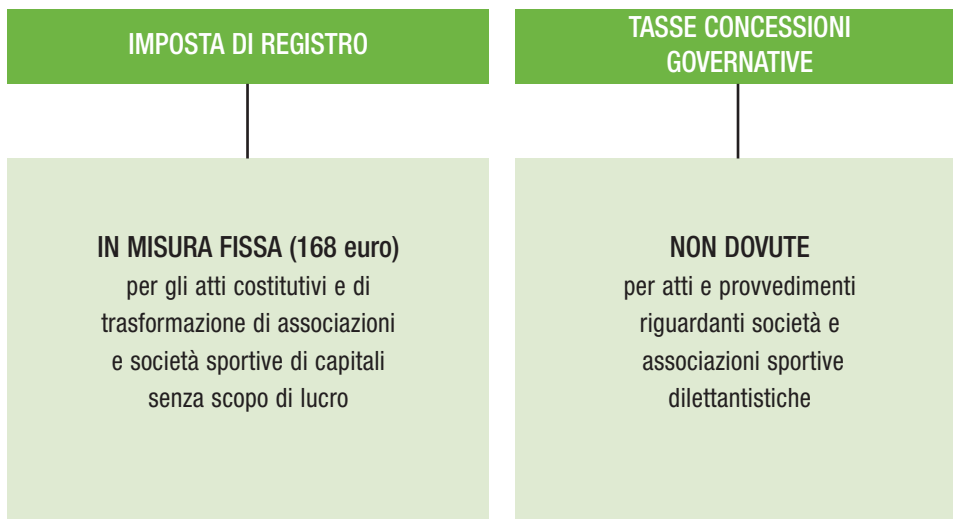 IMPOSTA DI REGISTRO
IN MISURA FISSA (168 euro)
per gli atti costitutivi e di
trasformazione di associazioni
e società sportive di capitali
senza scopo di lucro
TASSE CONCESSIONI
GOVERNATIVE
NON DOVUTE
per atti e provvedimenti
riguardanti società e
associazioni sportive
dilettantistiche